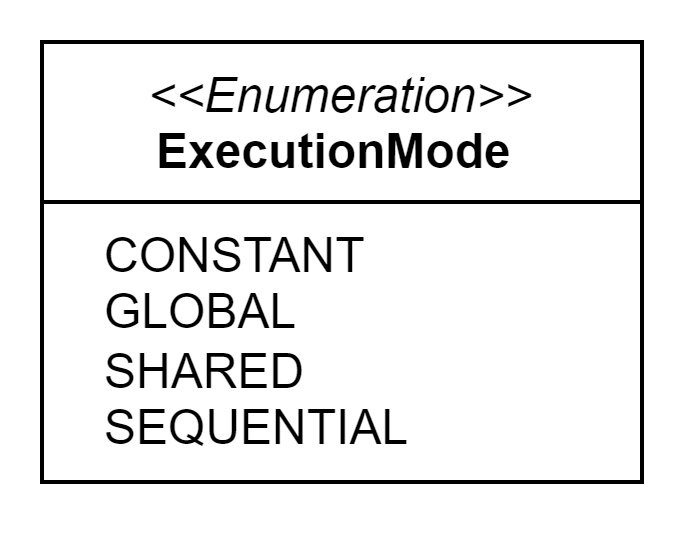 <<Enumeration>>
ExecutionMode
CONSTANT
GLOBAL
SHARED
SEQUENTIAL